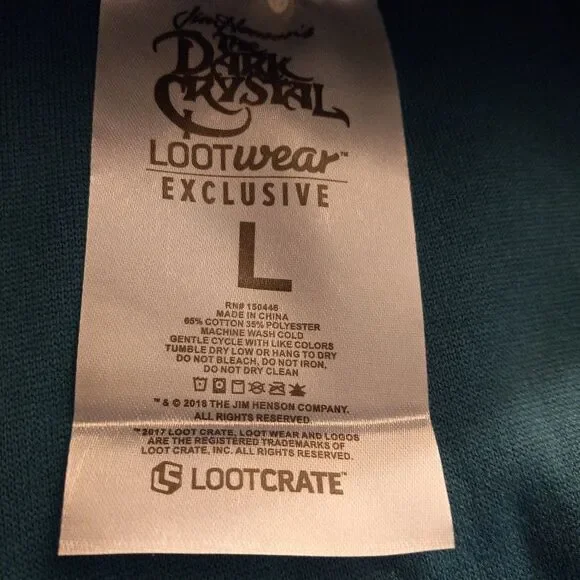 Jim Henson's
The
Dark
Crystal
LOOTwear™
EXCLUSIVE
L
RN# 150446
MADE IN CHINA
65% COTTON 35% POLYESTER
MACHINE WASH COLD
GENTLE CYCLE WITH LIKE COLORS
TUMBLE DRY LOW OR HANG TO DRY
DO NOT BLEACH, DO NOT IRON,
DO NOT DRY CLEAN
™ & © 2018 THE JIM HENSON COMPANY.
ALL RIGHTS RESERVED.
™2017 LOOT CRATE, LOOT WEAR AND LOGOS
ARE THE REGISTERED TRADEMARKS OF
LOOT CRATE, INC. ALL RIGHTS RESERVED.
LOOTCRATE™